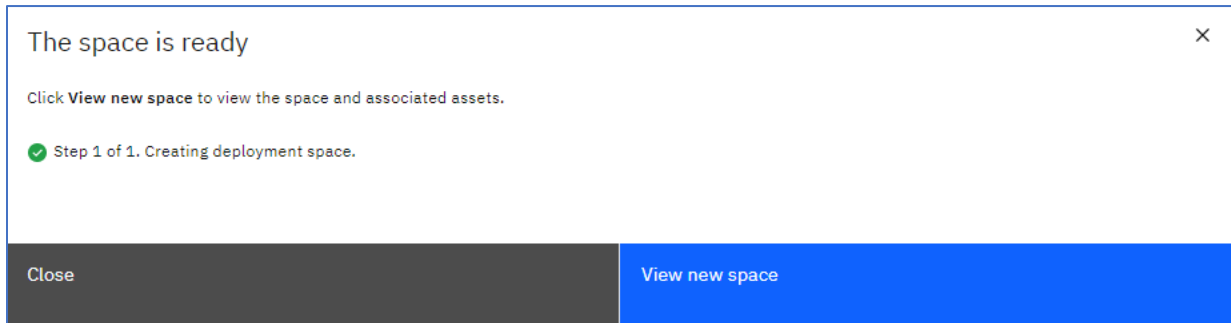 The space is ready
Click View new space to view the space and associated assets.
Step 1 of 1. Creating deployment space.
Close
View new space